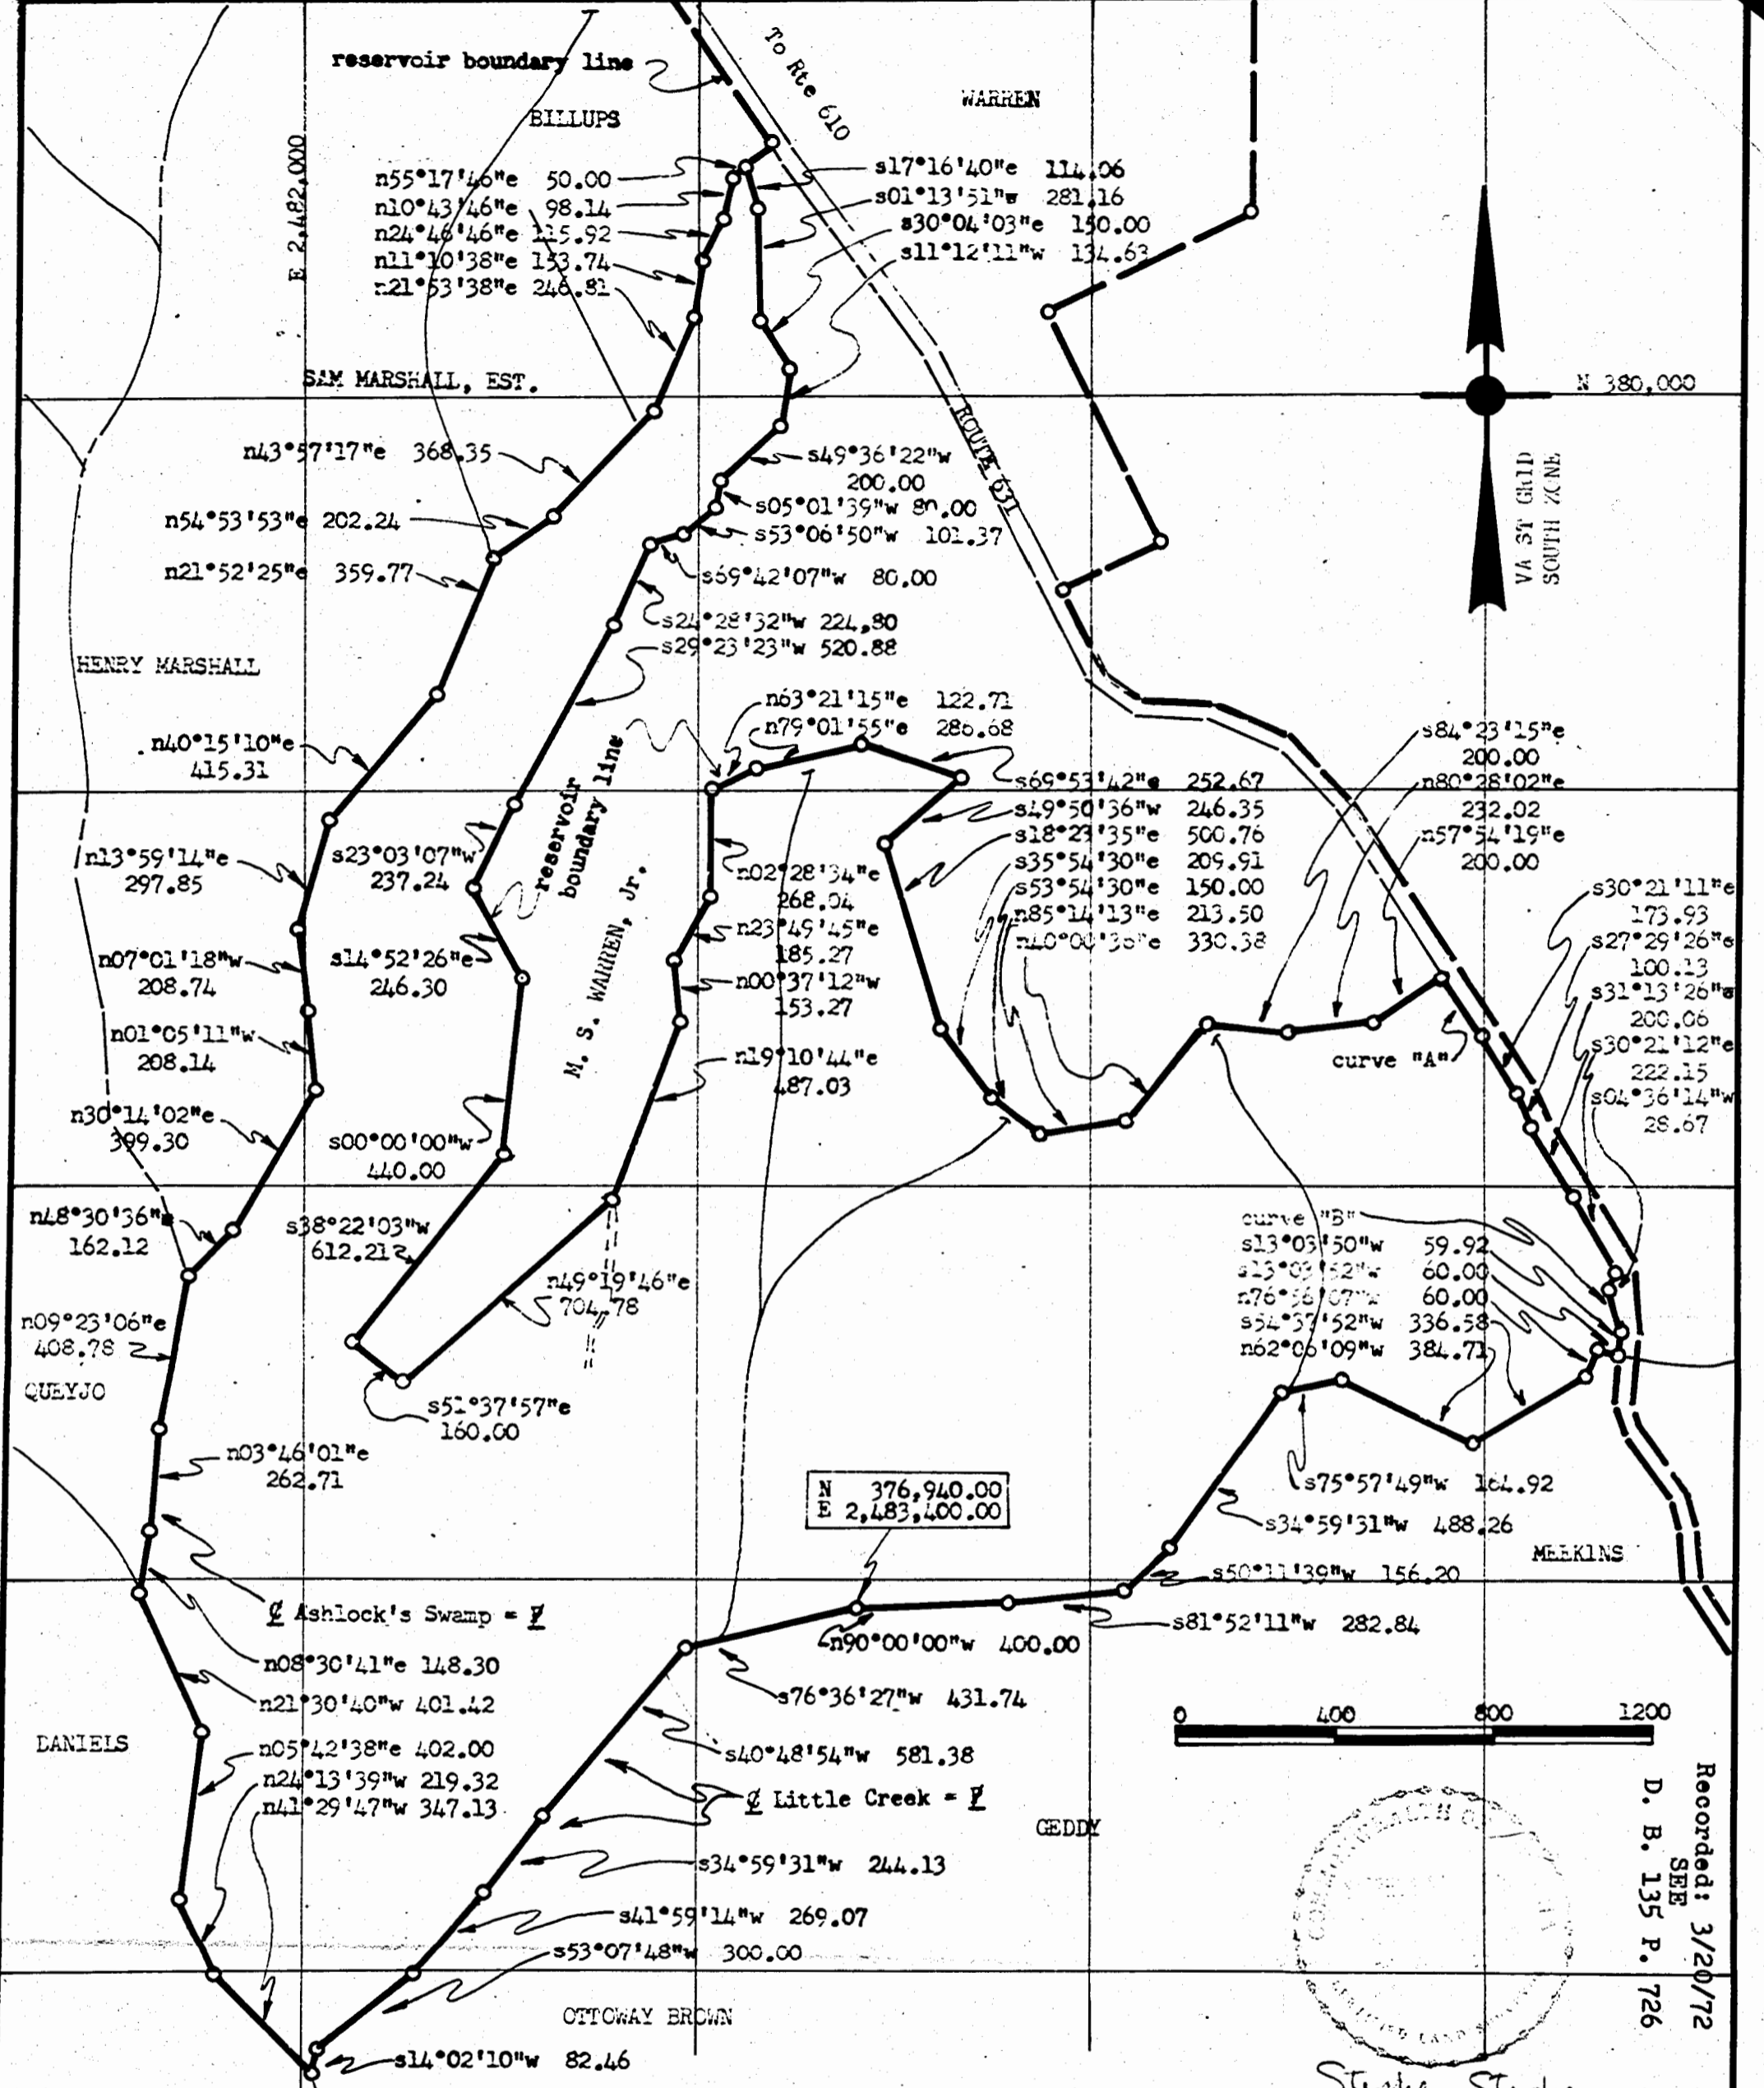 To Rte 610
reservoir boundary line
WARREN
BILLUPS
E 2,482,000
n55°17'46"e 50.00
n10°43'46"e 98.14
n24°46'46"e 115.92
n11°10'38"e 153.74
n21°53'38"e 246.81
s17°16'40"e 114.06
s01°13'51"w 281.16
s30°04'03"e 150.00
s11°12'11"w 134.63
SAM MARSHALL, EST.
N 380,000
VA ST GRID
SOUTH ZONE
ROUTE 631
n43°57'17"e 368.35
n54°53'53"e 202.24
n21°52'25"e 359.77
s49°36'22"w
200.00
s05°01'39"w 80.00
s53°06'50"w 101.37
s69°42'07"w 80.00
s24°28'32"w 224,80
s29°23'23"w 520.88
HENRY MARSHALL
n63°21'15"e 122.71
n79°01'55"e 286.68
n40°15'10"e
415.31
reservoir
boundary line
s84°23'15"e
200.00
n80°28'02"e
232.02
n57°54'19"e
200.00
s69°53'42"e 252.67
s49°50'36"w 246.35
s18°23'35"e 500.76
s35°54'30"e 209.91
s53°54'30"e 150.00
n85°14'13"e 213.50
n40°00'36"e 330.38
n13°59'14"e
297.85
s23°03'07"w
237.24
n02°28'34"e
268.04
n23°49'45"e
185.27
n00°37'12"w
153.27
M. S. WARREN, Jr.
s30°21'11"e
173.93
s27°29'26"e
100.13
s31°13'26"e
200.06
s30°21'12"e
222.15
s04°36'14"w
28.67
n07°01'18"w
208.74
s14°52'26"e
246.30
n01°05'11"w
208.14
curve "A"
n19°10'44"e
487.03
n30°14'02"e
399.30
s00°00'00"w
440.00
n48°30'36"e
162.12
s38°22'03"w
612.21
curve "B"
s13°03'50"w 59.92
s13°03'52"w 60.00
n76°56'07"w 60.00
s54°37'52"w 336.58
n62°06'09"w 384.71
n49°19'46"e
704.78
n09°23'06"e
408.78
QUEYJO
s51°37'57"e
160.00
n03°46'01"e
262.71
N 376,940.00
E 2,483,400.00
s75°57'49"w 164.92
s34°59'31"w 488.26
MEEKINS
s50°11'39"w 156.20
s81°52'11"w 282.84
n90°00'00"w 400.00
℄ Ashlock's Swamp = P
n08°30'41"e 148.30
n21°30'40"w 401.42
s76°36'27"w 431.74
DANIELS
n05°42'38"e 402.00
n24°13'39"w 219.32
n41°29'47"w 347.13
s40°48'54"w 581.38
℄ Little Creek = P
GEDDY
0 400 800 1200
s34°59'31"w 244.13
s41°59'14"w 269.07
s53°07'48"w 300.00
OTTOWAY BROWN
s14°02'10"w 82.46
Recorded: 3/20/72
SEE
D. B. 135 P. 726